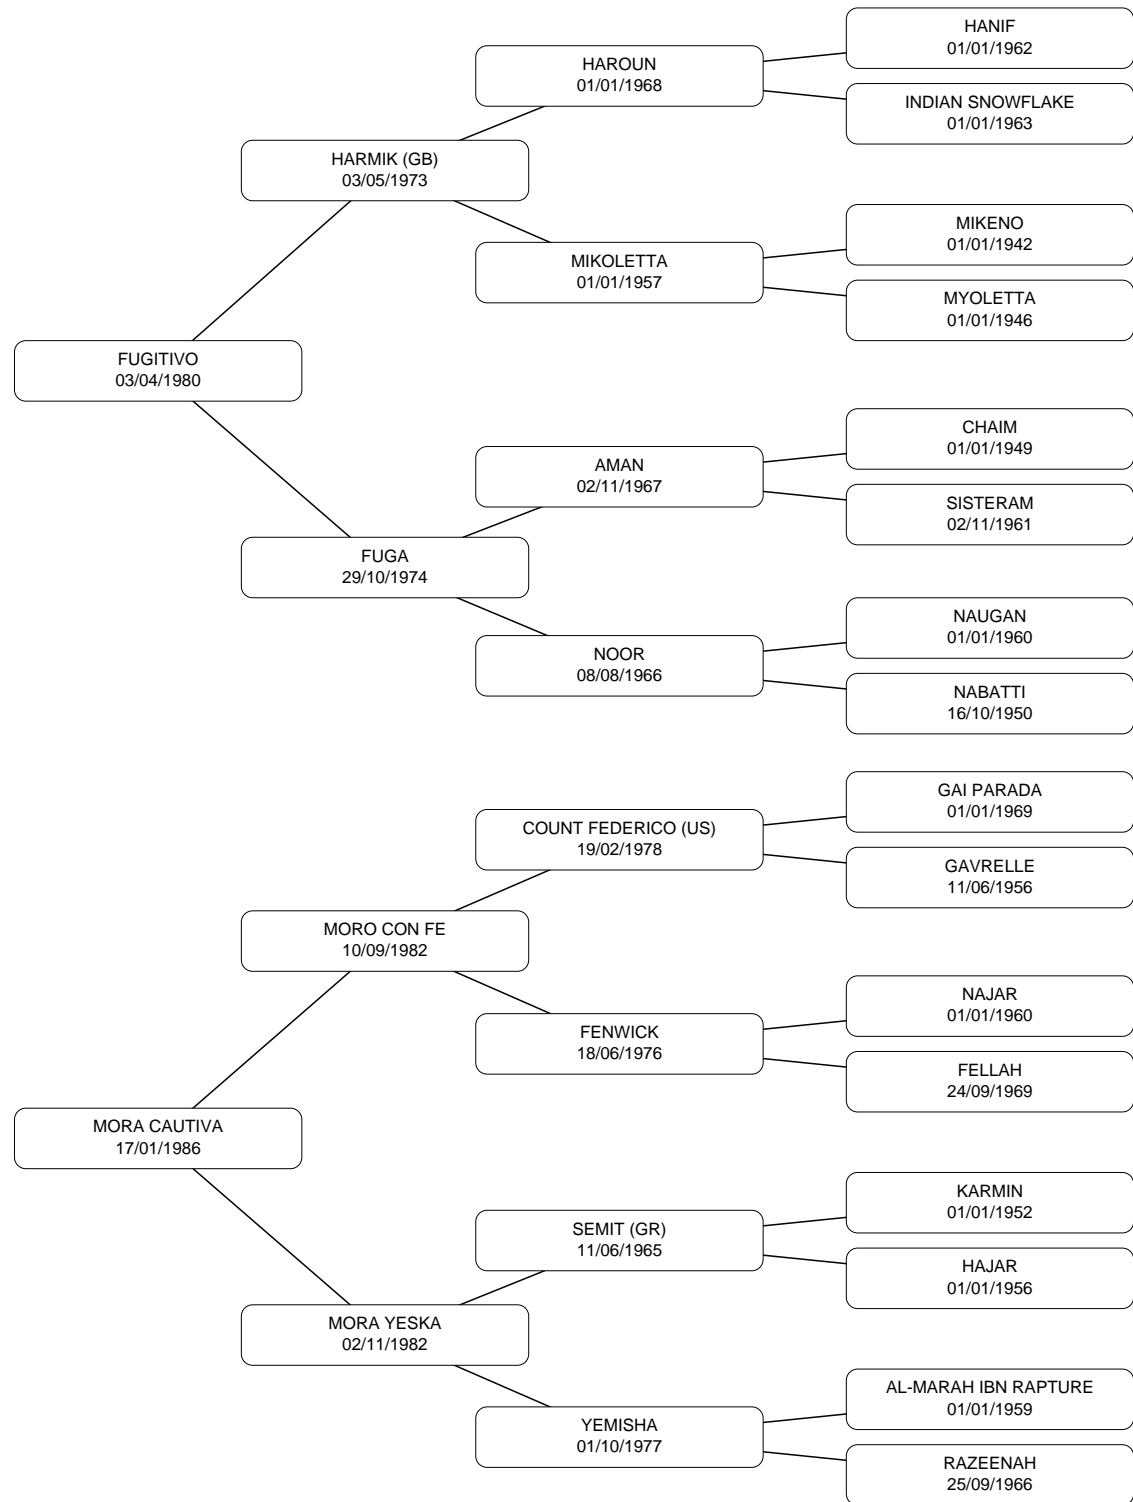 HANIF
01/01/1962
HAROUN
01/01/1968
INDIAN SNOWFLAKE
01/01/1963
HARMIK (GB)
03/05/1973
MIKENO
01/01/1942
MIKOLETTA
01/01/1957
MYOLETTA
01/01/1946
FUGITIVO
03/04/1980
CHAIM
01/01/1949
AMAN
02/11/1967
SISTERAM
02/11/1961
FUGA
29/10/1974
NAUGAN
01/01/1960
NOOR
08/08/1966
NABATTI
16/10/1950
GAI PARADA
01/01/1969
COUNT FEDERICO (US)
19/02/1978
GAVRELLE
11/06/1956
MORO CON FE
10/09/1982
NAJAR
01/01/1960
FENWICK
18/06/1976
FELLAH
24/09/1969
MORA CAUTIVA
17/01/1986
KARMIN
01/01/1952
SEMIT (GR)
11/06/1965
HAJAR
01/01/1956
MORA YESKA
02/11/1982
AL-MARAH IBN RAPTURE
01/01/1959
YEMISHA
01/10/1977
RAZEENAH
25/09/1966